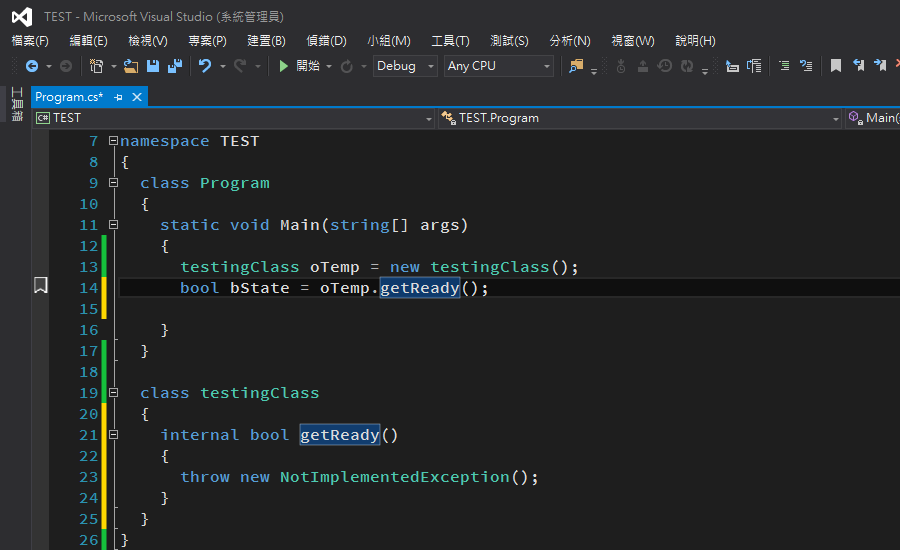 TEST - Microsoft Visual Studio (系統管理員)
檔案(F) 編輯(E) 檢視(V) 專案(P) 建置(B) 偵錯(D) 小組(M) 工具(T) 測試(S) 分析(N) 視窗(W) 說明(H)
開始 Debug Any CPU
工具箱
Program.cs*
TEST TEST.Program Main(
7 namespace TEST
8 {
9 class Program
10 {
11 static void Main(string[] args)
12 {
13 testingClass oTemp = new testingClass();
14 bool bState = oTemp.getReady();
15
16 }
17 }
18
19 class testingClass
20 {
21 internal bool getReady()
22 {
23 throw new NotImplementedException();
24 }
25 }
26 }